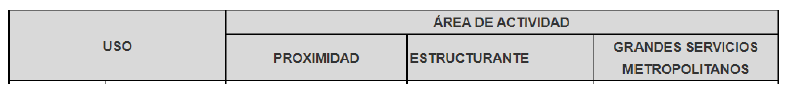 ÁREA DE ACTIVIDAD
USO
PROXIMIDAD
ESTRUCTURANTE
GRANDES SERVICIOS
METROPOLITANOS